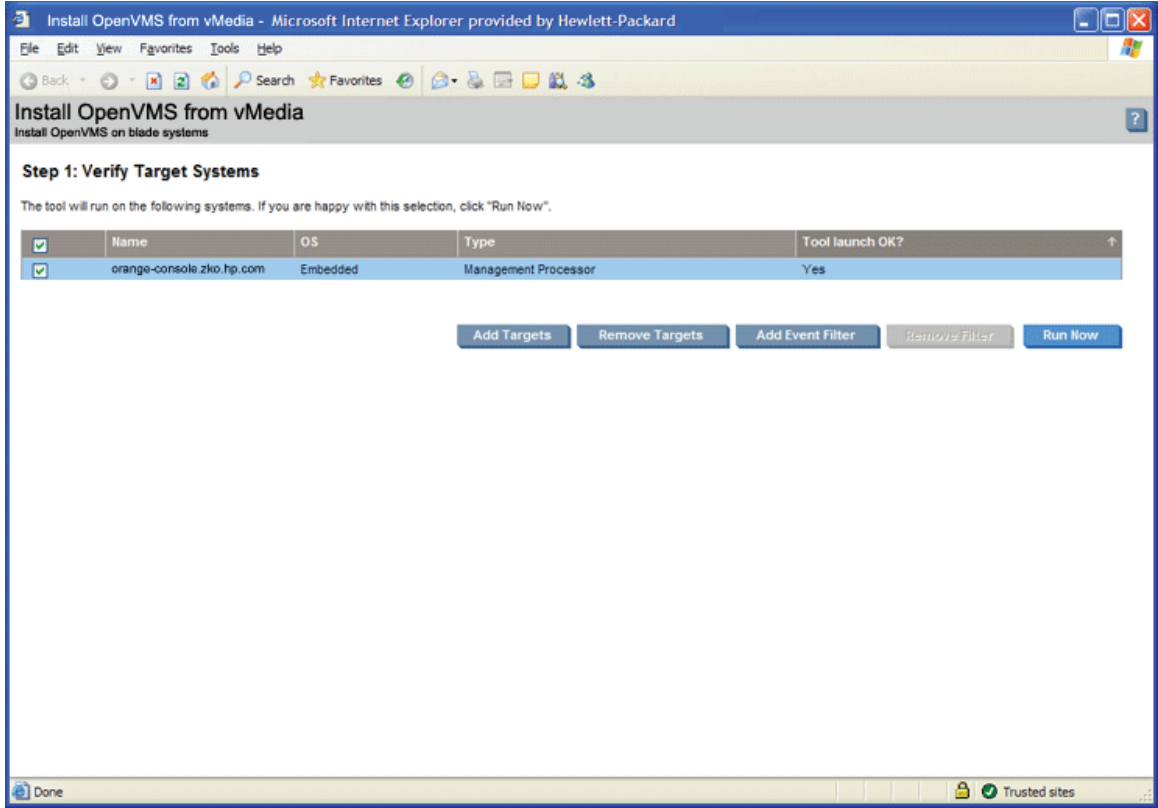 Install OpenVMS from vMedia - Microsoft Internet Explorer provided by Hewlett-Packard
File Edit View Favorites Tools Help
Back Search Favorites
Install OpenVMS from vMedia
Install OpenVMS on blade systems
?
Step 1: Verify Target Systems
The tool will run on the following systems. If you are happy with this selection, click "Run Now".
Name OS Type Tool launch OK? ↑
orange-console.zko.hp.com Embedded Management Processor Yes
Add Targets Remove Targets Add Event Filter Remove Filter Run Now
Done Trusted sites